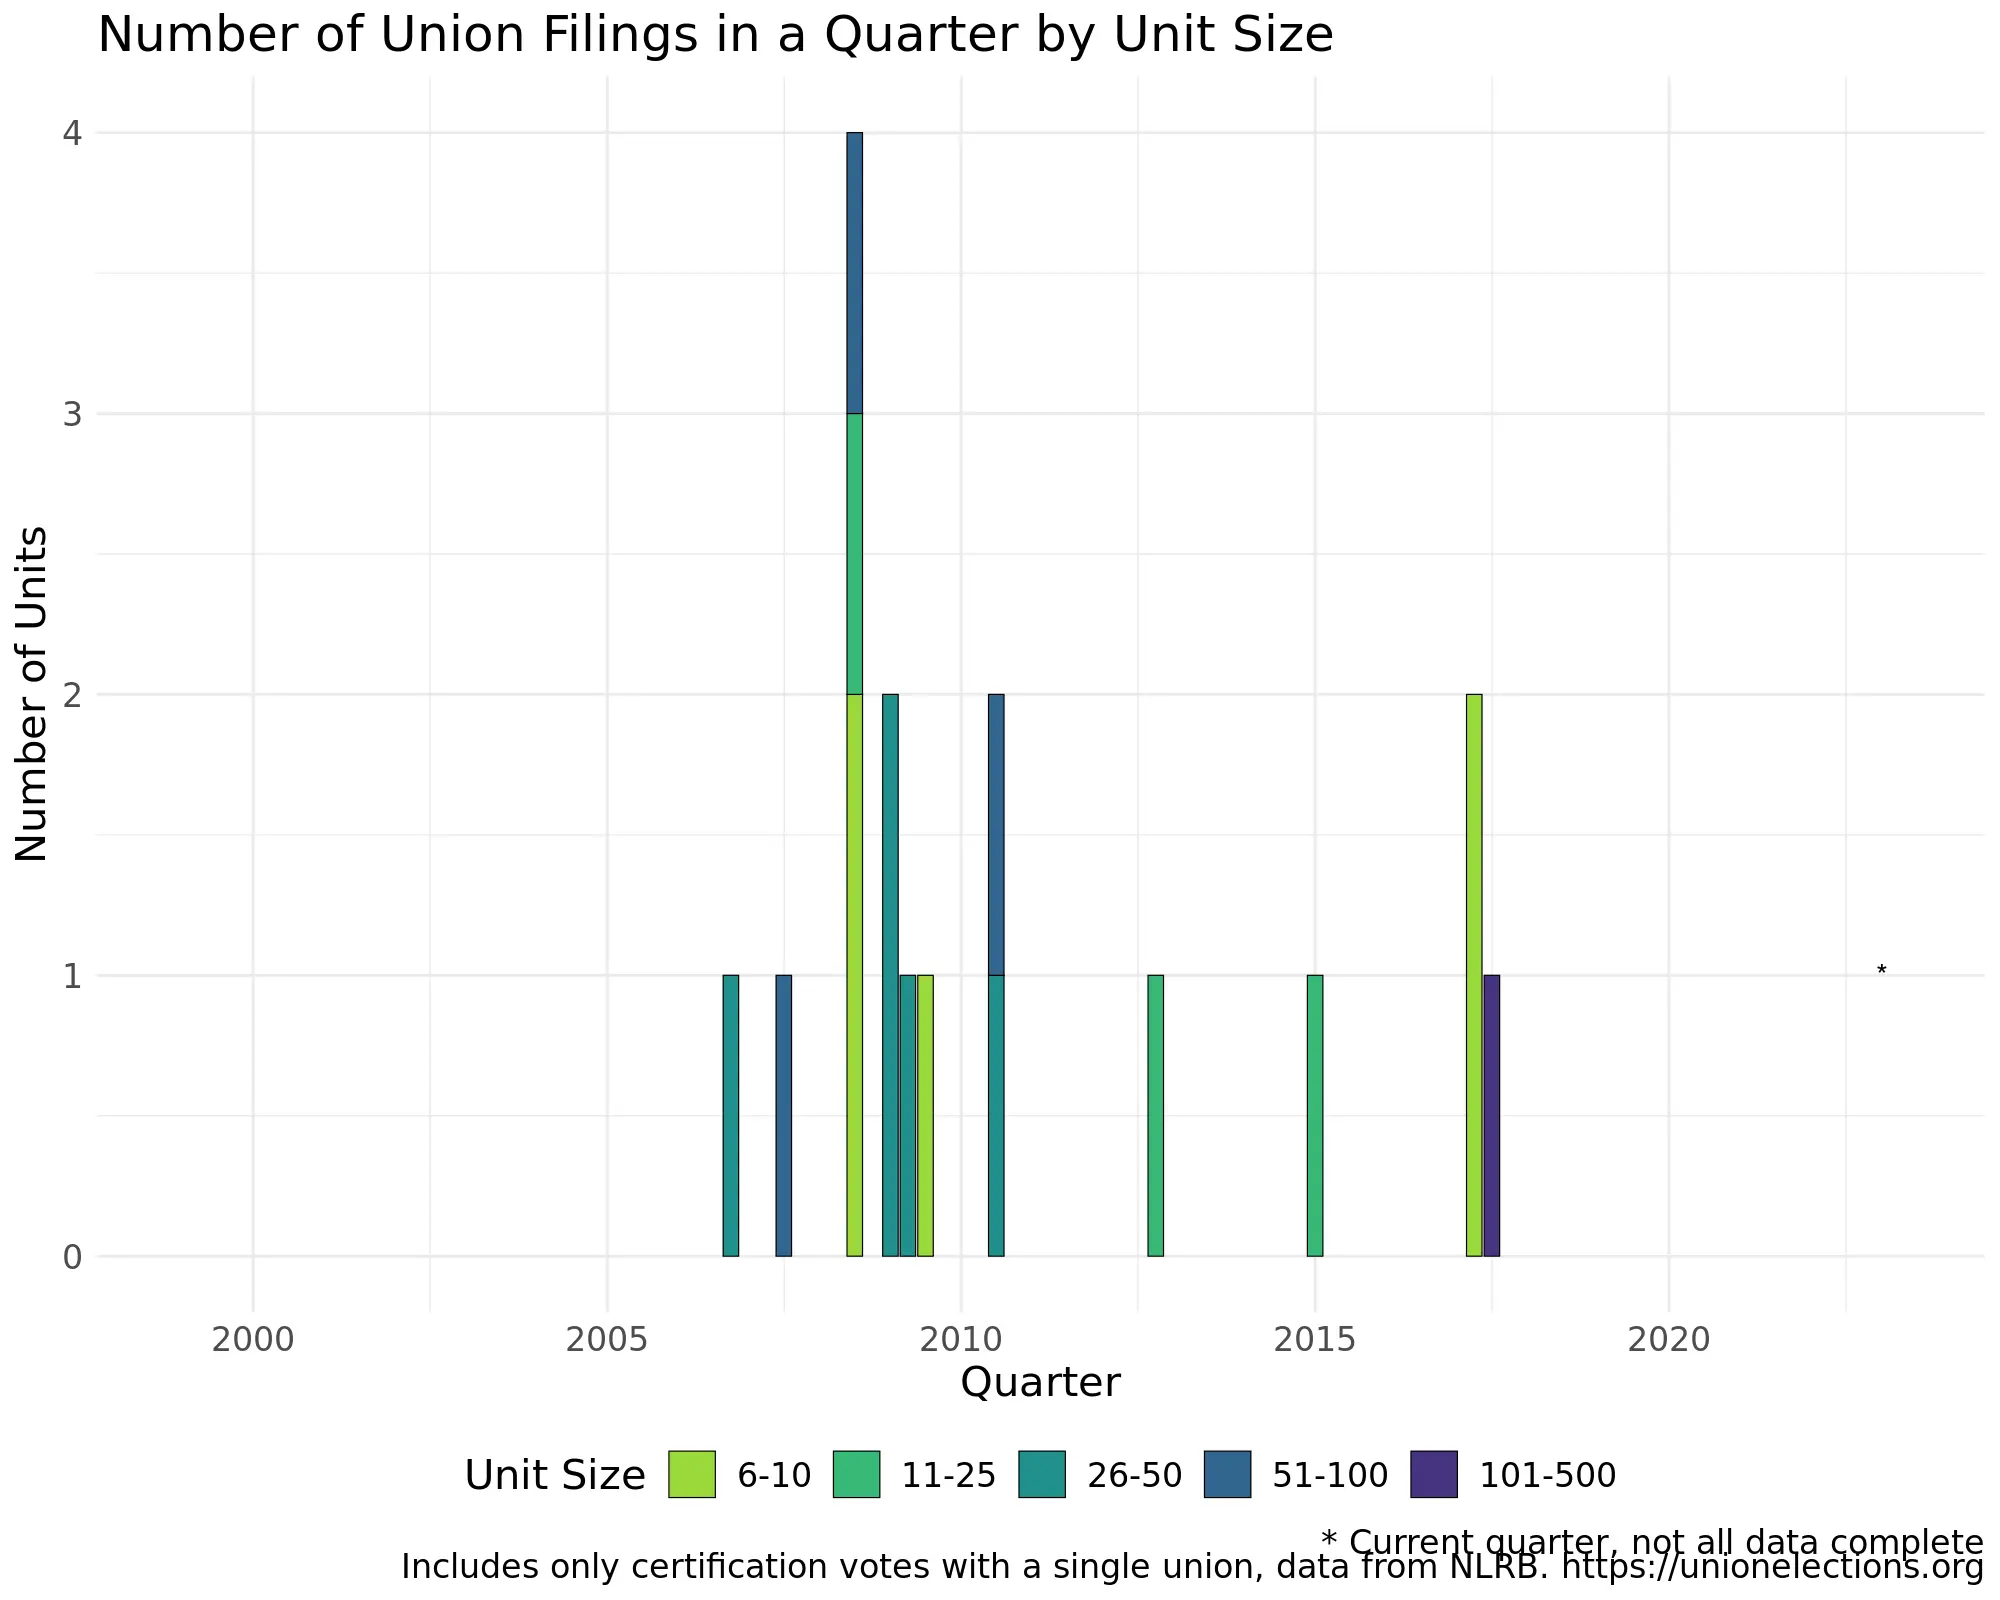 Number of Union Filings in a Quarter by Unit Size
4
3
2
1
0
Number of Units
*
2000 2005 2010 2015 2020
Quarter
Unit Size 6-10 11-25 26-50 51-100 101-500
* Current quarter, not all data complete
Includes only certification votes with a single union, data from NLRB. https://unionelections.org